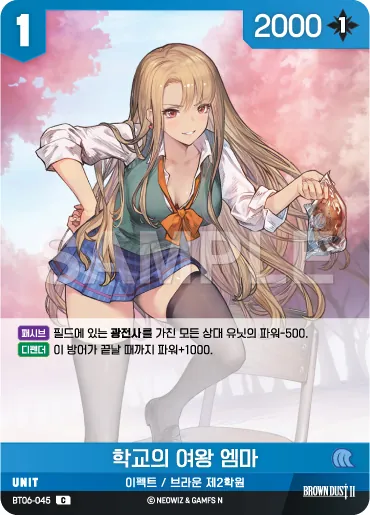 1
2000 1
SAMPLE
패시브 필드에 있는 광전사를 가진 모든 상대 유닛의 파워-500.
디펜더 이 방어가 끝날 때까지 파워+1000.
학교의 여왕 엠마
UNIT 이펙트 / 브라운 제2학원
BT06-045 C ⓒ NEOWIZ & GAMFS N BROWN DUST II